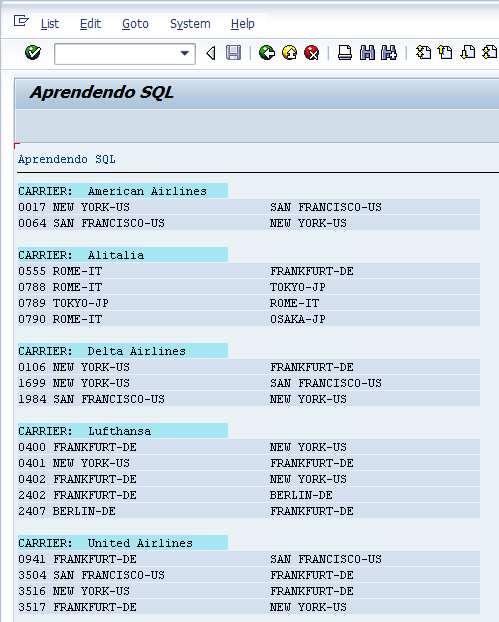 List Edit Goto System Help
Aprendendo SQL
Aprendendo SQL
CARRIER: American Airlines
0017 NEW YORK-US SAN FRANCISCO-US
0064 SAN FRANCISCO-US NEW YORK-US
CARRIER: Alitalia
0555 ROME-IT FRANKFURT-DE
0788 ROME-IT TOKYO-JP
0789 TOKYO-JP ROME-IT
0790 ROME-IT OSAKA-JP
CARRIER: Delta Airlines
0106 NEW YORK-US FRANKFURT-DE
1699 NEW YORK-US SAN FRANCISCO-US
1984 SAN FRANCISCO-US NEW YORK-US
CARRIER: Lufthansa
0400 FRANKFURT-DE NEW YORK-US
0401 NEW YORK-US FRANKFURT-DE
0402 FRANKFURT-DE NEW YORK-US
2402 FRANKFURT-DE BERLIN-DE
2407 BERLIN-DE FRANKFURT-DE
CARRIER: United Airlines
0941 FRANKFURT-DE SAN FRANCISCO-US
3504 SAN FRANCISCO-US FRANKFURT-DE
3516 NEW YORK-US FRANKFURT-DE
3517 FRANKFURT-DE NEW YORK-US